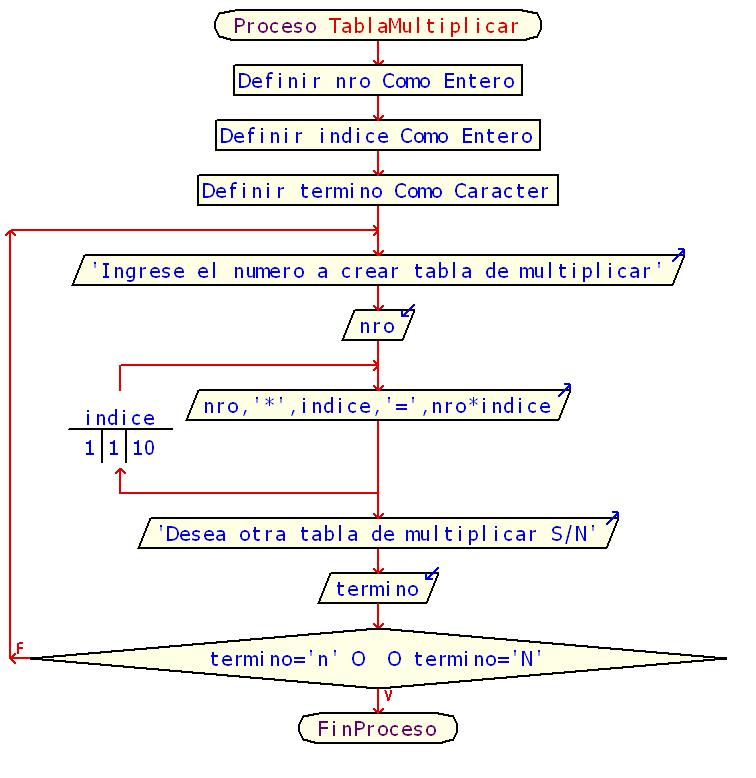 Proceso TablaMultiplicar
Definir nro Como Entero
Definir indice Como Entero
Definir termino Como Caracter
'Ingrese el numero a crear tabla de multiplicar'
nro
nro,'*',indice,'=',nro*indice
indice
1 1 10
'Desea otra tabla de multiplicar S/N'
termino
F
termino='n' O  O termino='N'
V
FinProceso